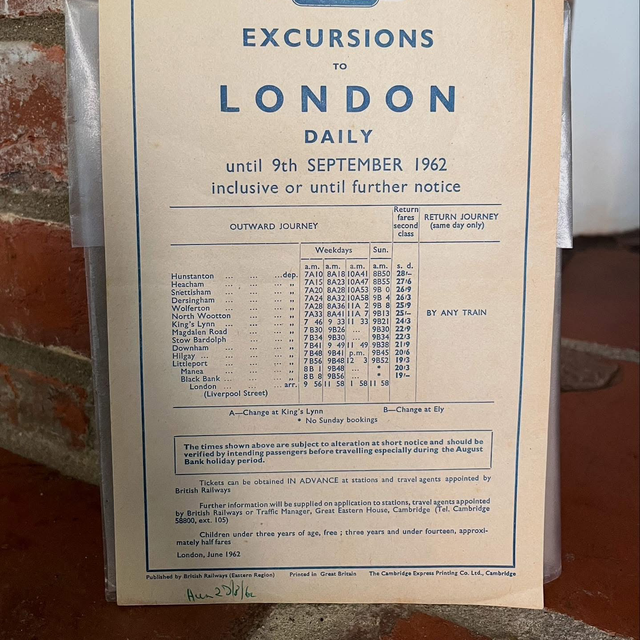 EXCURSIONS
TO
LONDON
DAILY
until 9th SEPTEMBER 1962
inclusive or until further notice
OUTWARD JOURNEY Return fares second class RETURN JOURNEY (same day only)
Weekdays Sun.
a.m. a.m. a.m. a.m. s. d.
Hunstanton ... ... ...dep. 7A10 8A18 10A41 8B50 28/–
Heacham ... ... ... „ 7A15 8A23 10A47 8B55 27/6
Snettisham ... ... ... „ 7A20 8A28 10A53 9B 0 26/9
Dersingham ... ... ... „ 7A24 8A32 10A58 9B 4 26/3
Wolferton ... ... ... „ 7A28 8A36 11A 2 9B 8 25/9
North Wootton ... ... „ 7A33 8A41 11A 7 9B13 25/–
King's Lynn ... ... ... „ 7 46 9 33 11 33 9B21 24/3
Magdalen Road ... ... „ 7B30 9B26 ... 9B30 22/9
Stow Bardolph ... ... „ 7B34 9B30 ... 9B34 22/3
Downham ... ... ... „ 7B41 9 49 11 49 9B38 21/9
Hilgay ... ... ... „ 7B48 9B41 p.m. 9B45 20/6
Littleport ... ... ... „ 7B56 9B48 12 3 9B52 19/3
Manea ... ... ... „ 8B 1 9B48 ... * 20/3
Black Bank ... ... ... „ 8B 8 9B56 ... * 19/–
London ... ... ... arr. 9 56 11 58 1 58 11 58
(Liverpool Street)
BY ANY TRAIN
A—Change at King's Lynn B—Change at Ely
* No Sunday bookings
The times shown above are subject to alteration at short notice and should be
verified by intending passengers before travelling especially during the August
Bank holiday period.
Tickets can be obtained IN ADVANCE at stations and travel agents appointed by
British Railways
Further information will be supplied on application to stations, travel agents appointed
by British Railways or Traffic Manager, Great Eastern House, Cambridge (Tel. Cambridge
58800, ext. 105)
Children under three years of age, free ; three years and under fourteen, approxi-
mately half fares
London, June 1962
Published by British Railways (Eastern Region) Printed in Great Britain The Cambridge Express Printing Co. Ltd., Cambridge